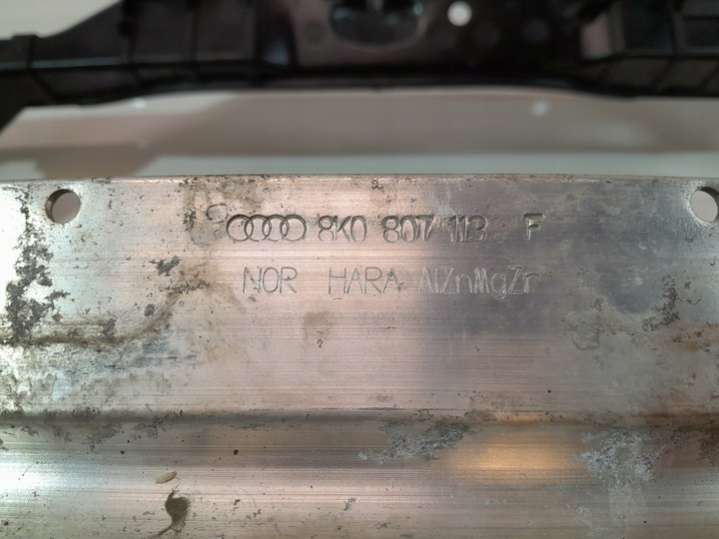 8K0 807 113 F
NOR HARA AlZnMgZr